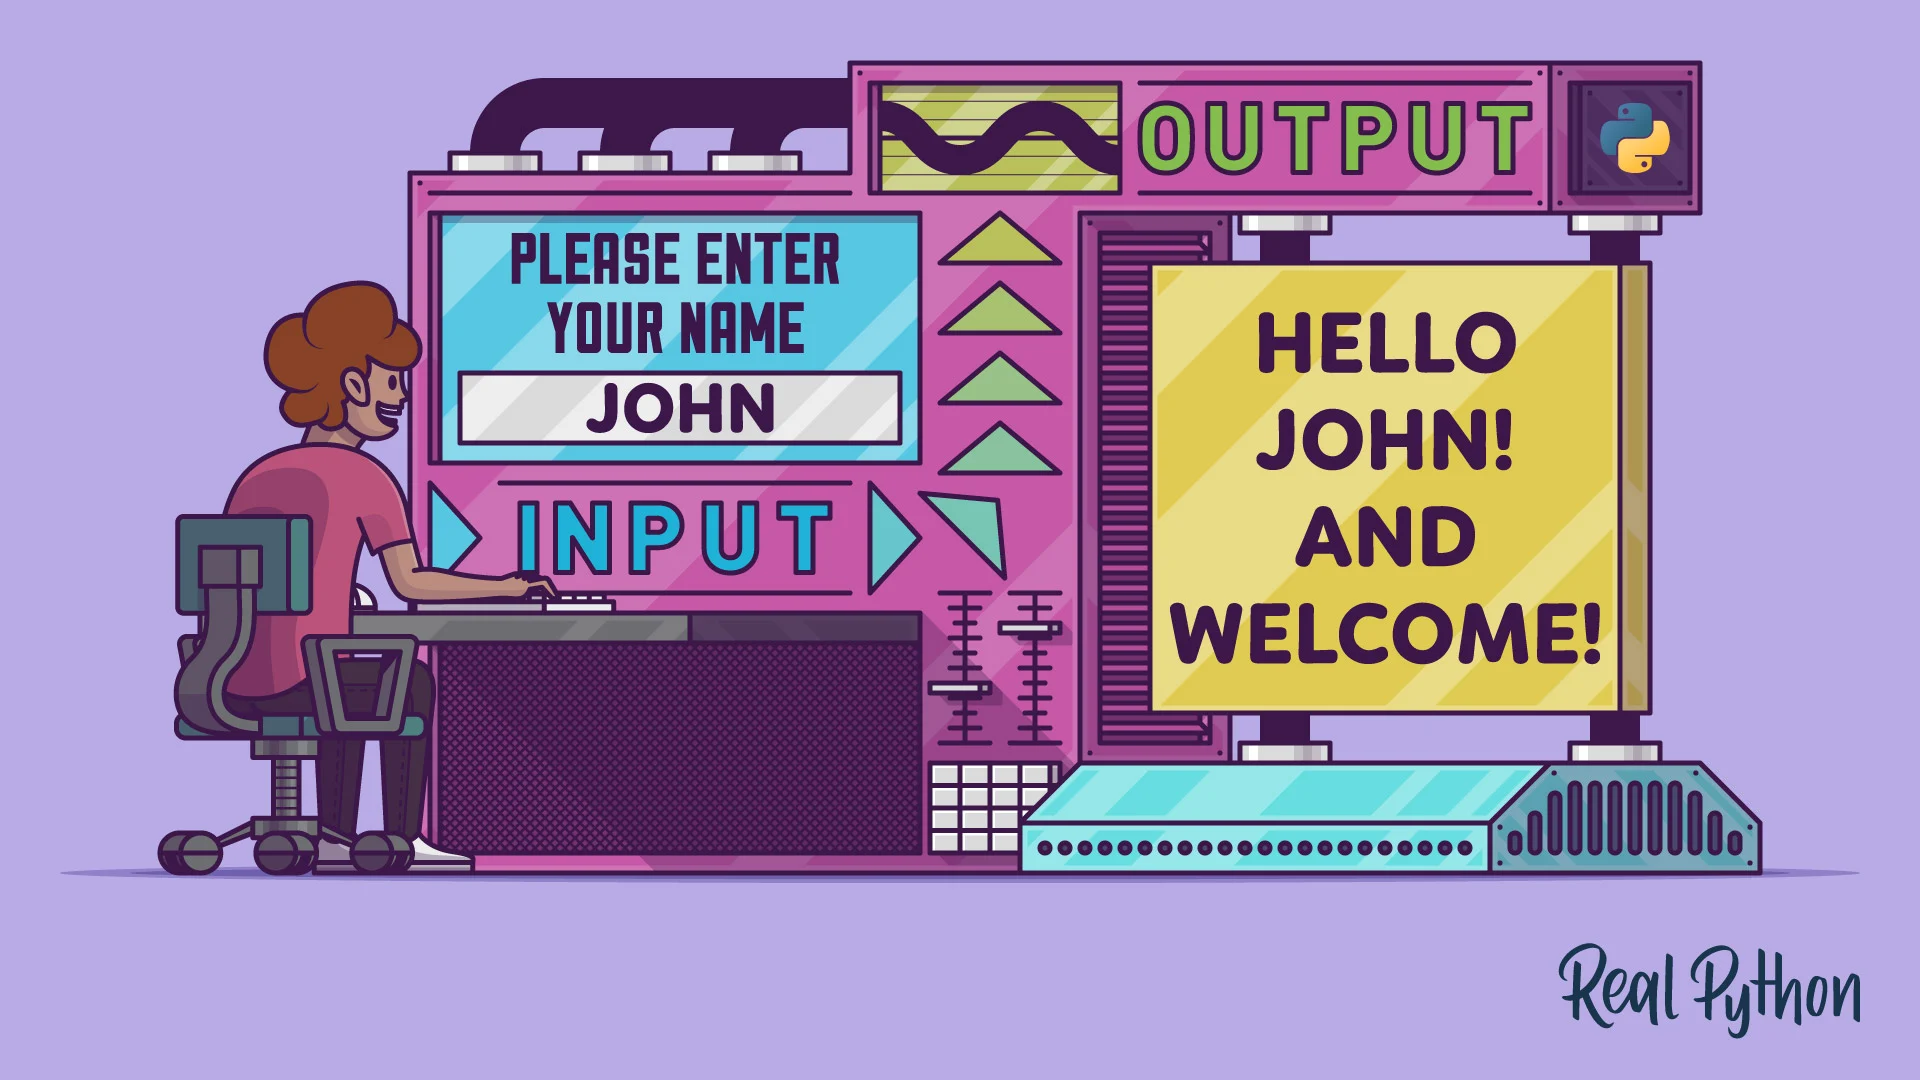 PLEASE ENTER
YOUR NAME
JOHN
INPUT
OUTPUT
HELLO
JOHN!
AND
WELCOME!
Real Python